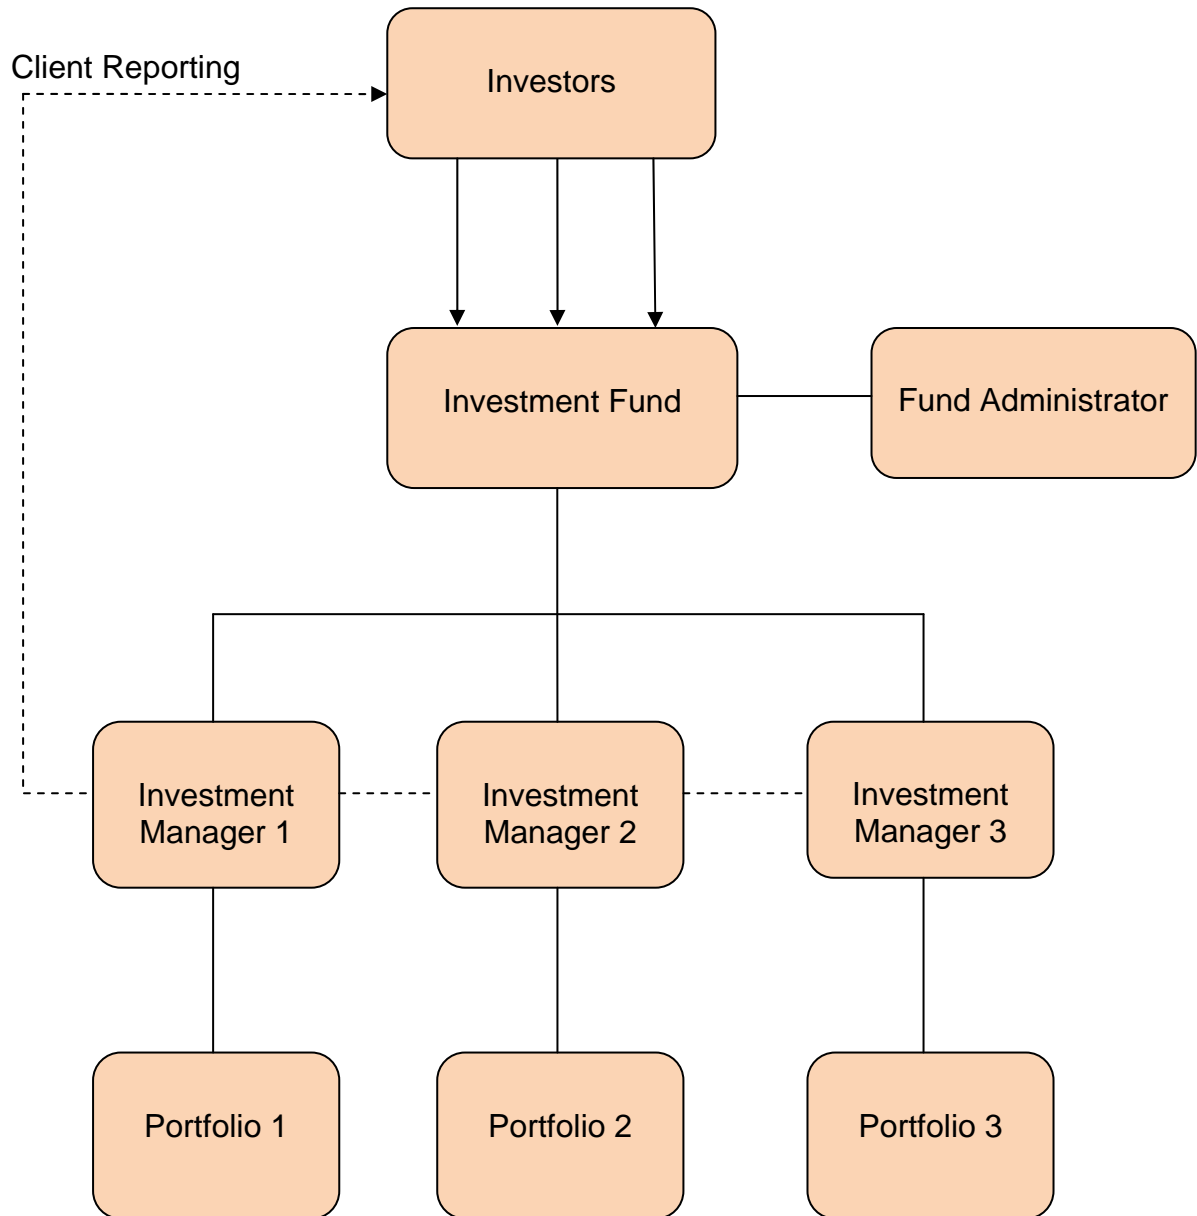 Client Reporting
Investors
Investment Fund
Fund Administrator
Investment
Manager 1
Investment
Manager 2
Investment
Manager 3
Portfolio 1
Portfolio 2
Portfolio 3